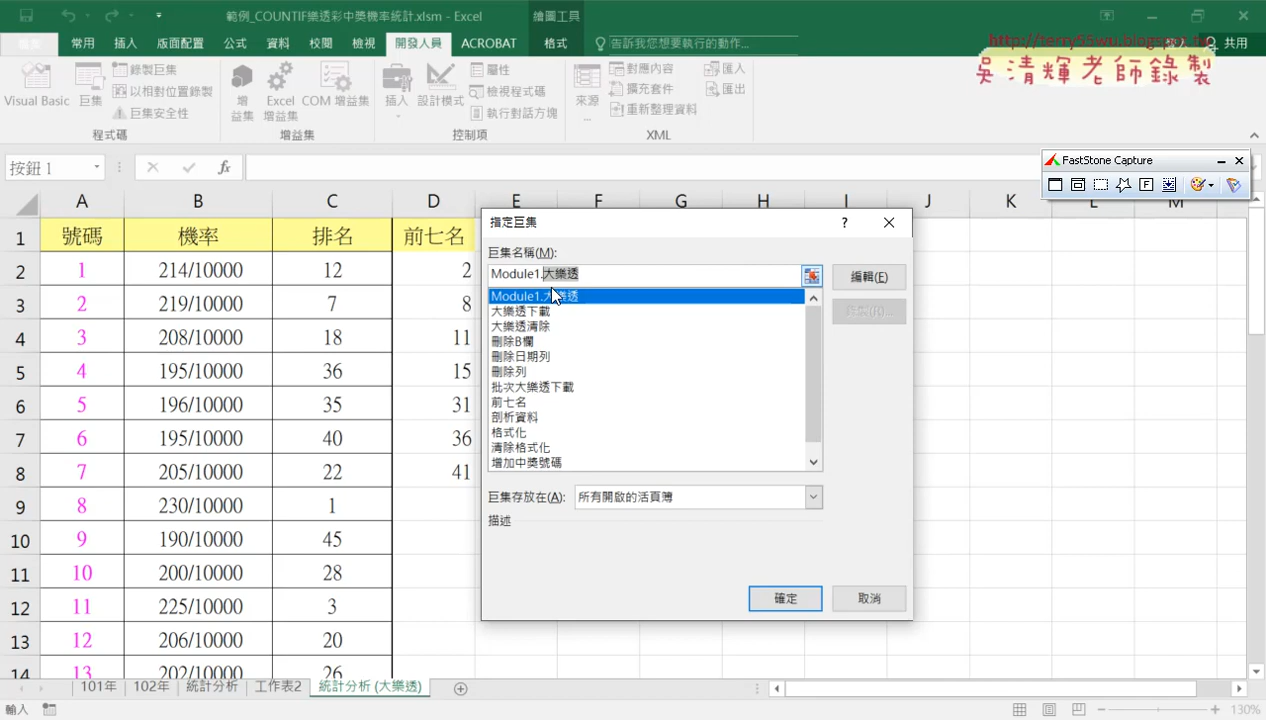 範例_COUNTIF樂透彩中獎機率統計.xlsm - Excel
繪圖工具
http://terry55wu.blogspot.tw
吳清輝老師錄製
常用 插入 版面配置 公式 資料 校閱 檢視 開發人員 ACROBAT 格式 告訴我您想要執行的動作... 共用
Visual Basic 巨集 錄製巨集 以相對位置錄製 巨集安全性
程式碼
增益集 Excel 增益集 COM 增益集
增益集
插入 設計模式 屬性 檢視程式碼 執行對話方塊
控制項
來源 對應內容 擴充套件 重新整理資料 匯入 匯出
XML
FastStone Capture
按鈕 1
fx
A B C D E F G H I J K L M
1 號碼 機率 排名 前七名
2 1 214/10000 12 2
3 2 219/10000 7 8
4 3 208/10000 18 11
5 4 195/10000 36 15
6 5 196/10000 35 31
7 6 195/10000 40 36
8 7 205/10000 22 41
9 8 230/10000 1
10 9 190/10000 45
11 10 200/10000 28
12 11 225/10000 3
13 12 206/10000 20
14 13 202/10000 26
指定巨集
?
巨集名稱(M):
Module1.大樂透
編輯(E)
Module1.大樂透
大樂透下載
大樂透清除
刪除B欄
刪除日期列
刪除列
批次大樂透下載
前七名
剖析資料
格式化
清除格式化
增加中獎號碼
巨集存放在(A): 所有開啟的活頁簿
描述
確定 取消
101年 102年 統計分析 工作表2 統計分析 (大樂透)
輸入
130%